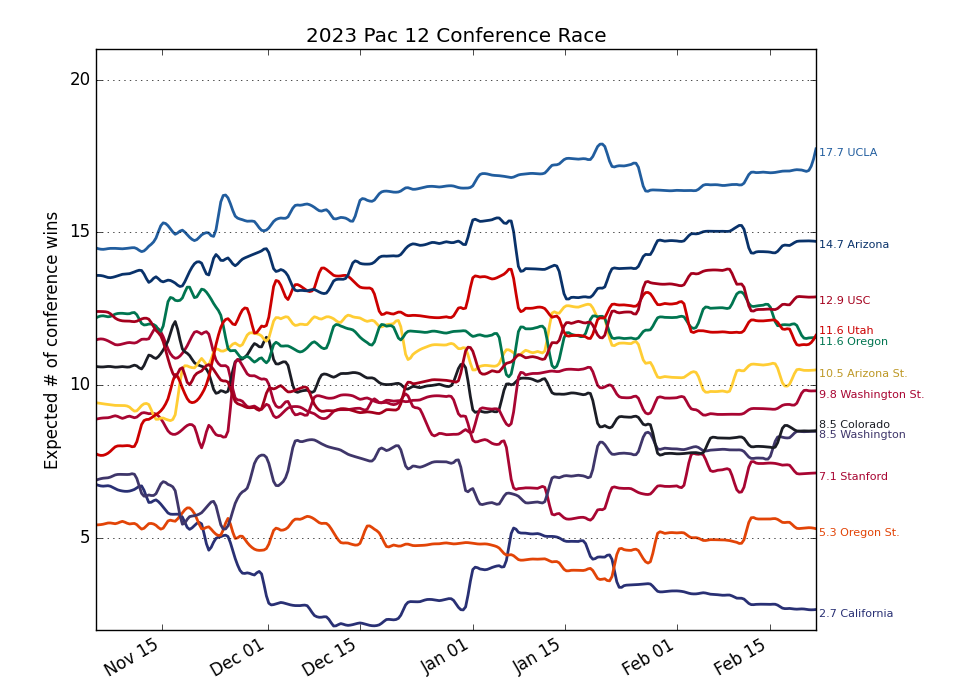 2023 Pac 12 Conference Race
Expected # of conference wins
20
15
10
5
17.7 UCLA
14.7 Arizona
12.9 USC
11.6 Utah
11.6 Oregon
10.5 Arizona St.
9.8 Washington St.
8.5 Colorado
8.5 Washington
7.1 Stanford
5.3 Oregon St.
2.7 California
Nov 15
Dec 01
Dec 15
Jan 01
Jan 15
Feb 01
Feb 15